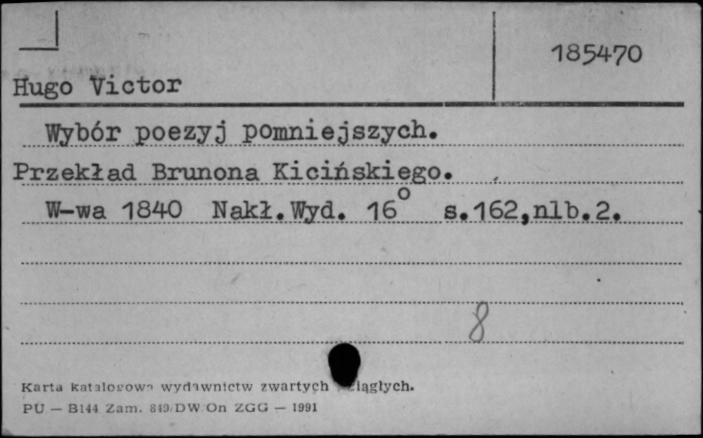 185470
Hugo Victor
Wybór poezyj pomniejszych.
Przekład Brunona Kicińskiego.
W-wa 1840 Nakł.Wyd. 16° s.162,nlb.2.
8
Karta katalogowa wydawnictw zwartych ciągłych.
PU — B144 Zam. 849/DW/On ZGG — 1991